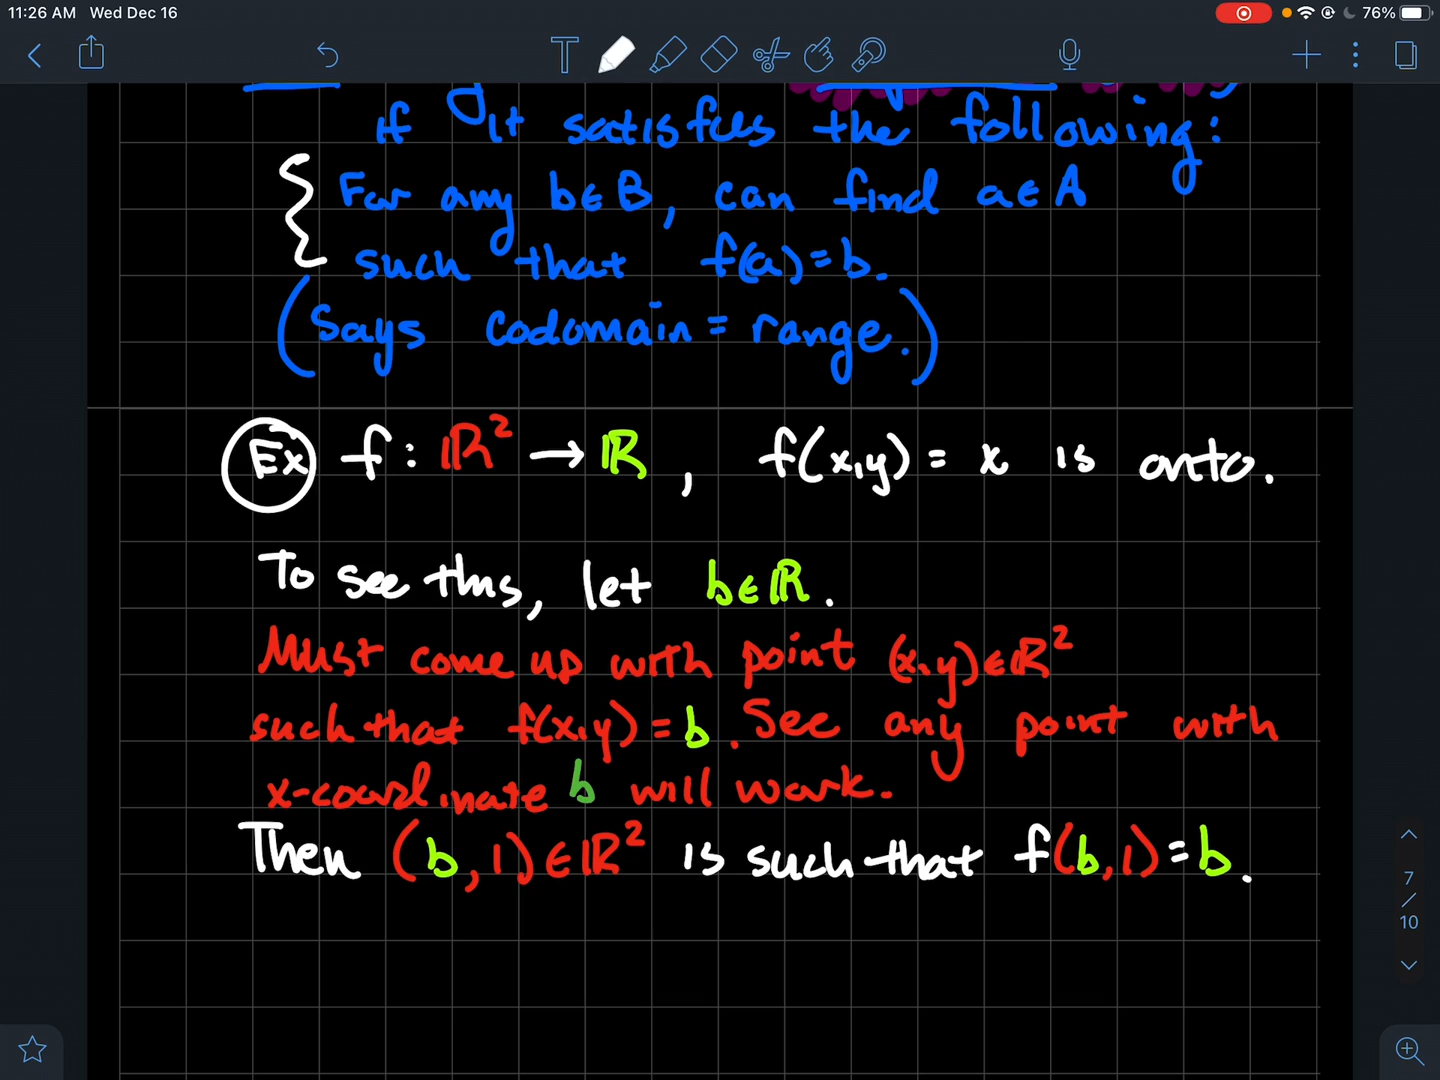 11:26 AM Wed Dec 16
76%
if it satisfies the following:
For any b∈B, can find a∈A
such that f(a)=b.
(Says codomain = range.)
Ex f: ℝ² → ℝ, f(x,y) = x is onto.
To see this, let b∈ℝ.
Must come up with point (x,y)∈ℝ²
such that f(x,y)=b. See any point with
x-coordinate b will work.
Then (b,1)∈ℝ² is such that f(b,1)=b.
7
/
10